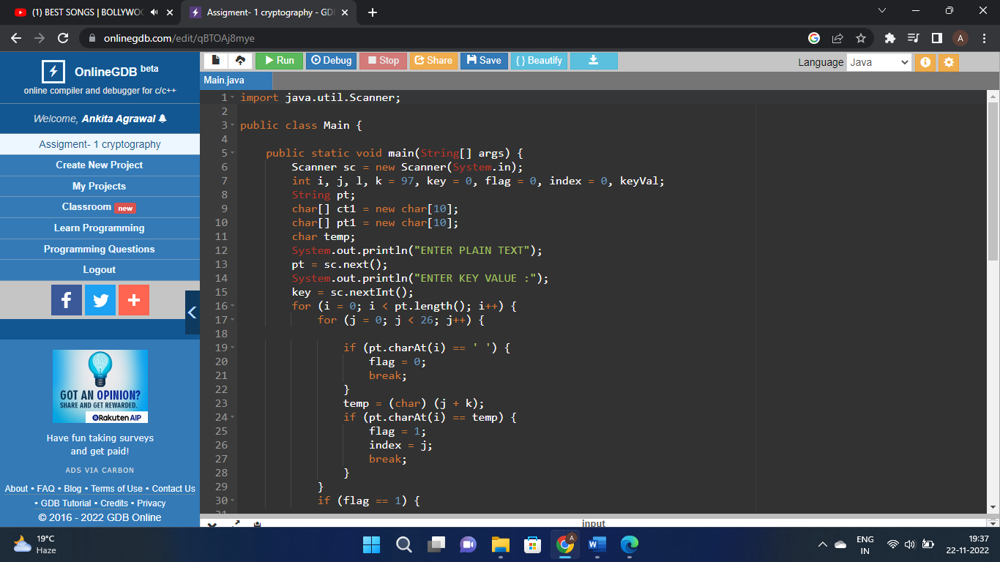 (1) BEST SONGS | BOLLYWO
Assigment- 1 cryptography - GD
onlinegdb.com/edit/qBTOAj8mye
A
OnlineGDB beta
online compiler and debugger for c/c++
Welcome, Ankita Agrawal
Assigment- 1 cryptography
Create New Project
My Projects
Classroom new
Learn Programming
Programming Questions
Logout
GOT AN OPINION?
SHARE AND GET REWARDED.
Rakuten AIP
Have fun taking surveys
and get paid!
ADS VIA CARBON
About • FAQ • Blog • Terms of Use • Contact Us
• GDB Tutorial • Credits • Privacy
© 2016 - 2022 GDB Online
Run Debug Stop Share Save { } Beautify
Language Java
Main.java
1 import java.util.Scanner;
2
3 public class Main {
4
5 public static void main(String[] args) {
6 Scanner sc = new Scanner(System.in);
7 int i, j, l, k = 97, key = 0, flag = 0, index = 0, keyVal;
8 String pt;
9 char[] ct1 = new char[10];
10 char[] pt1 = new char[10];
11 char temp;
12 System.out.println("ENTER PLAIN TEXT");
13 pt = sc.next();
14 System.out.println("ENTER KEY VALUE :");
15 key = sc.nextInt();
16 for (i = 0; i < pt.length(); i++) {
17 for (j = 0; j < 26; j++) {
18
19 if (pt.charAt(i) == ' ') {
20 flag = 0;
21 break;
22 }
23 temp = (char) (j + k);
24 if (pt.charAt(i) == temp) {
25 flag = 1;
26 index = j;
27 break;
28 }
29 }
30 if (flag == 1) {
31
input
19°C
Haze
ENG
IN
19:37
22-11-2022